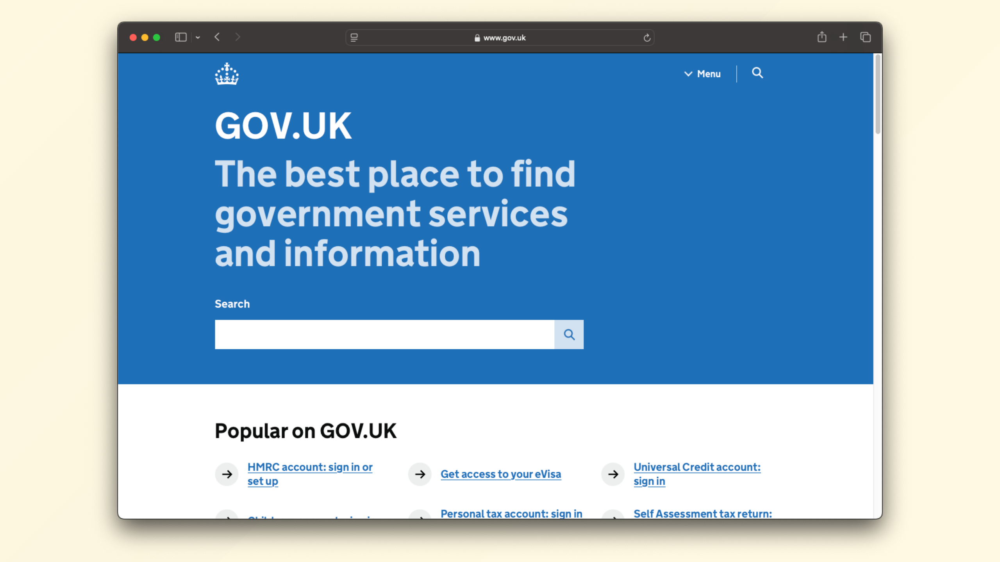 www.gov.uk
Menu
GOV.UK
The best place to find
government services
and information
Search
Popular on GOV.UK
HMRC account: sign in or
set up
Get access to your eVisa
Universal Credit account:
sign in
Personal tax account: sign in
Self Assessment tax return: